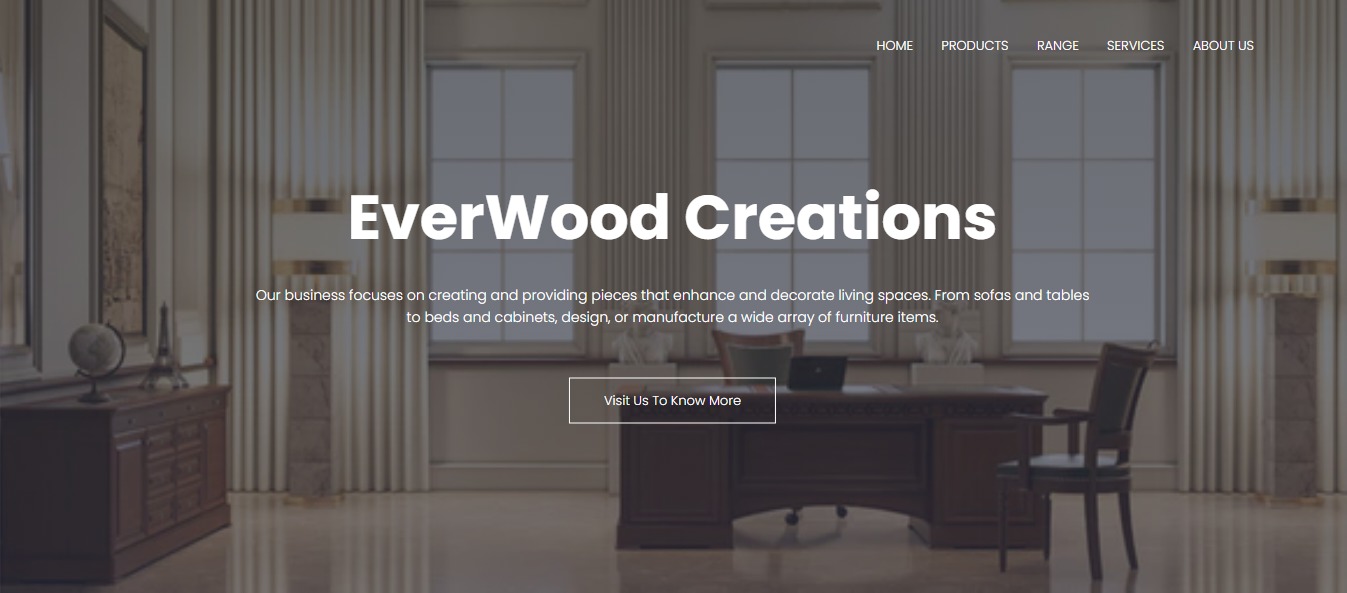 HOME PRODUCTS RANGE SERVICES ABOUT US
EverWood Creations
Our business focuses on creating and providing pieces that enhance and decorate living spaces. From sofas and tables
to beds and cabinets, design, or manufacture a wide array of furniture items.
Visit Us To Know More